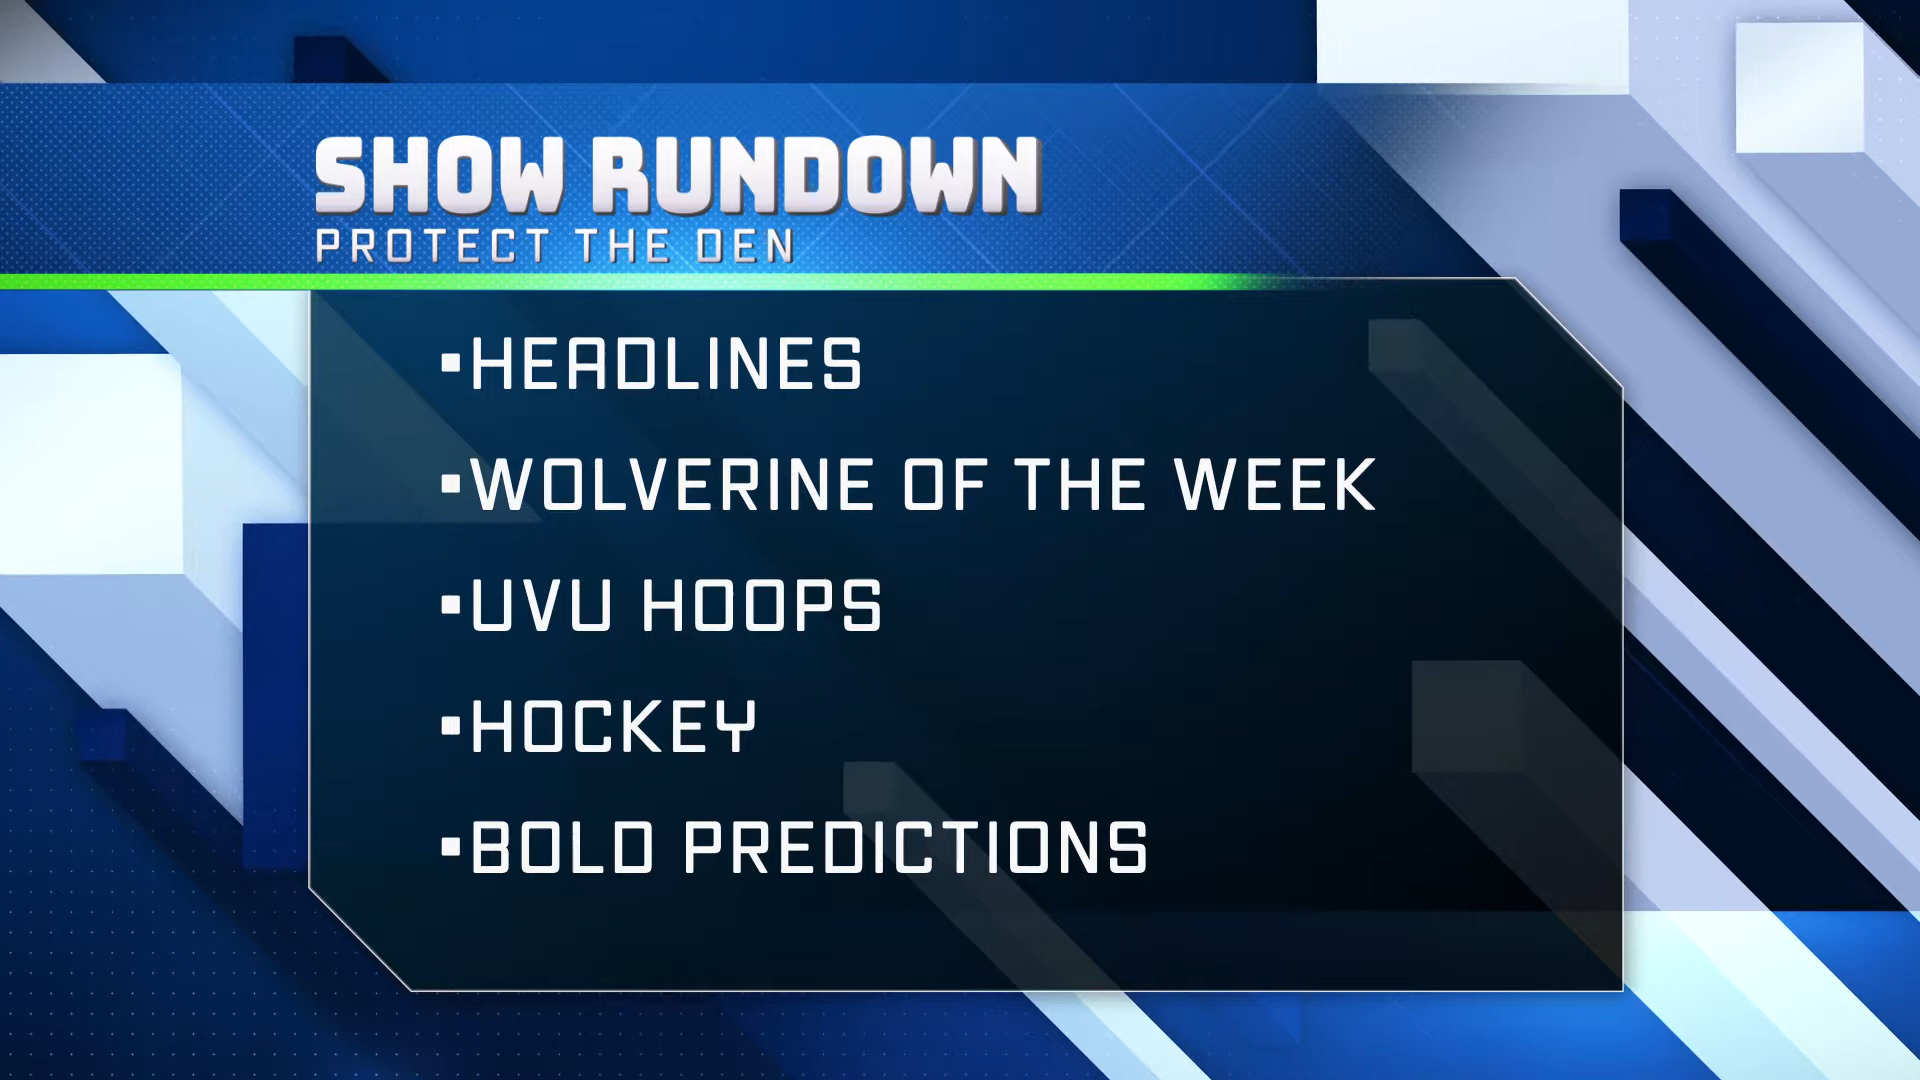 SHOW RUNDOWN
PROTECT THE DEN
▪HEADLINES
▪WOLVERINE OF THE WEEK
▪UVU HOOPS
▪HOCKEY
▪BOLD PREDICTIONS